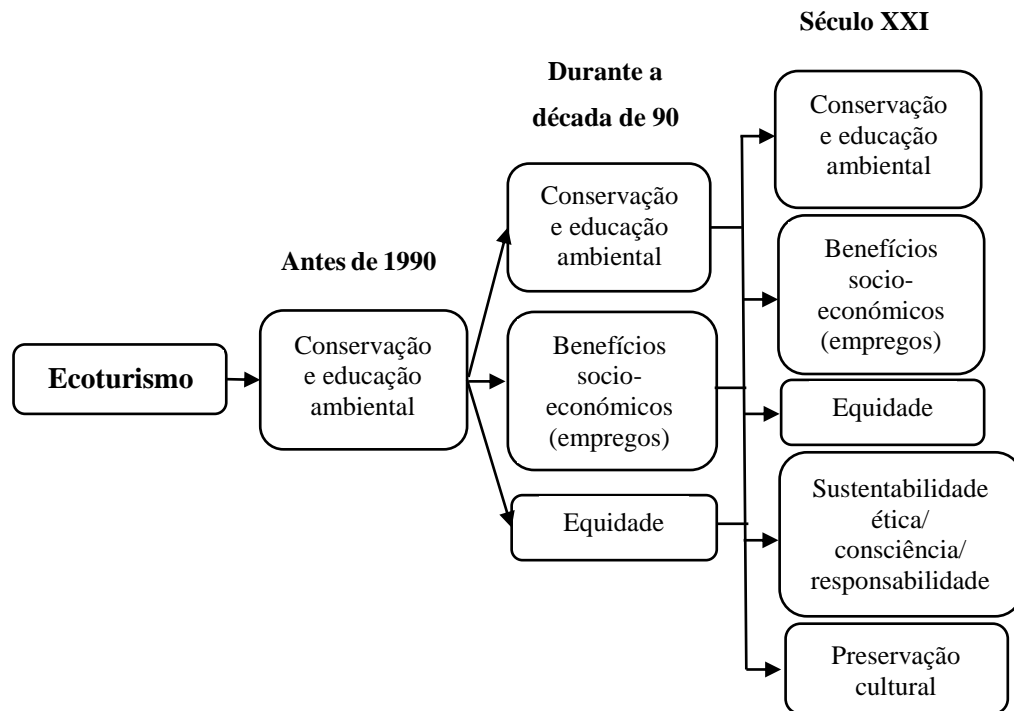 Ecoturismo
Antes de 1990
Conservação
e educação
ambiental
Durante a
década de 90
Conservação
e educação
ambiental
Benefícios
socio-
económicos
(empregos)
Equidade
Século XXI
Conservação
e educação
ambiental
Benefícios
socio-
económicos
(empregos)
Equidade
Sustentabilidade
ética/
consciência/
responsabilidade
Preservação
cultural